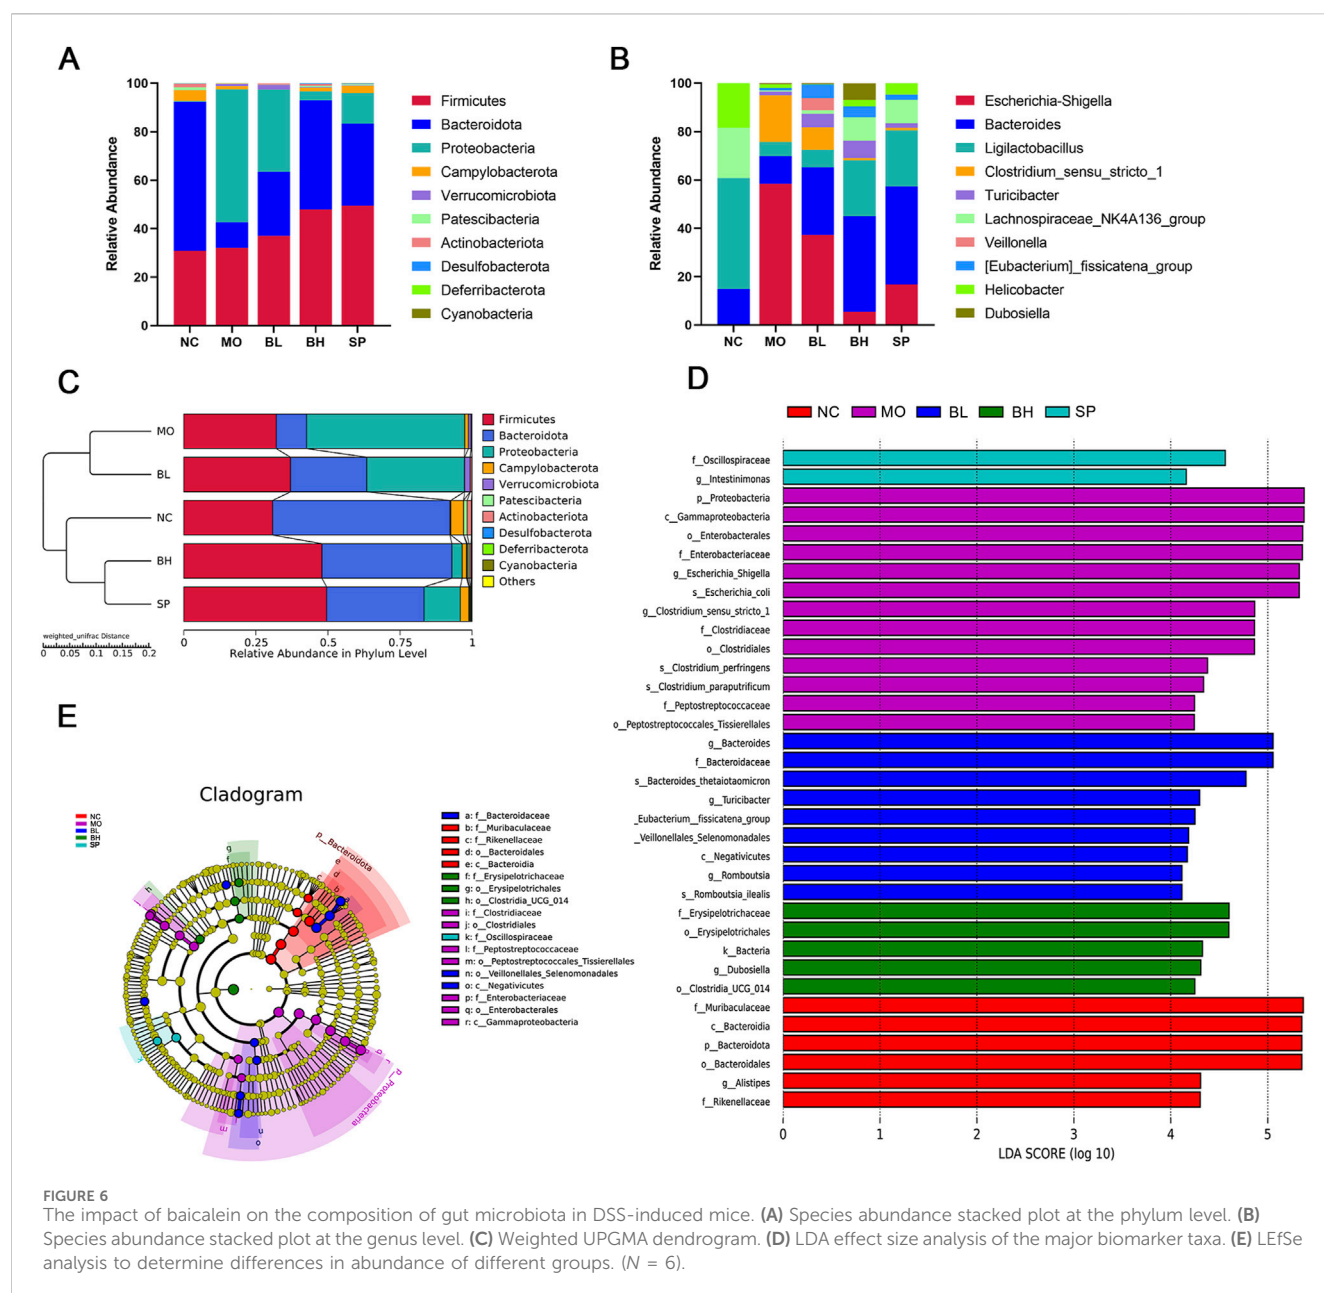 A
Relative Abundance
100
80
60
40
20
0
NC MO BL BH SP
Firmicutes
Bacteroidota
Proteobacteria
Campylobacterota
Verrucomicrobiota
Patescibacteria
Actinobacteriota
Desulfobacterota
Deferribacterota
Cyanobacteria
B
Relative Abundance
100
80
60
40
20
0
NC MO BL BH SP
Escherichia-Shigella
Bacteroides
Ligilactobacillus
Clostridium_sensu_stricto_1
Turicibacter
Lachnospiraceae_NK4A136_group
Veillonella
[Eubacterium]_fissicatena_group
Helicobacter
Dubosiella
C
MO
BL
NC
BH
SP
weighted_unifrac Distance
0 0.05 0.1 0.15 0.2
0 0.25 0.5 0.75 1
Relative Abundance in Phylum Level
Firmicutes
Bacteroidota
Proteobacteria
Campylobacterota
Verrucomicrobiota
Patescibacteria
Actinobacteriota
Desulfobacterota
Deferribacterota
Cyanobacteria
Others
D
NC MO BL BH SP
f__Oscillospiraceae
g__Intestinimonas
p__Proteobacteria
c__Gammaproteobacteria
o__Enterobacterales
f__Enterobacteriaceae
g__Escherichia_Shigella
s__Escherichia_coli
g__Clostridium_sensu_stricto_1
f__Clostridiaceae
o__Clostridiales
s__Clostridium_perfringens
s__Clostridium_paraputrificum
f__Peptostreptococcaceae
o__Peptostreptococcales_Tissierellales
g__Bacteroides
f__Bacteroidaceae
s__Bacteroides_thetaiotaomicron
g__Turicibacter
_Eubacterium_fissicatena_group
_Veillonellales_Selenomonadales
c__Negativicutes
g__Romboutsia
s__Romboutsia_ilealis
f__Erysipelotrichaceae
o__Erysipelotrichales
k__Bacteria
g__Dubosiella
o__Clostridia_UCG_014
f__Muribaculaceae
c__Bacteroidia
p__Bacteroidota
o__Bacteroidales
g__Alistipes
f__Rikenellaceae
0 1 2 3 4 5
LDA SCORE (log 10)
E
Cladogram
NC
MO
BL
BH
SP
p__Bacteroidota
e
d
g
m
n
o
p__Proteobacteria
a: f__Bacteroidaceae
b: f__Muribaculaceae
c: f__Rikenellaceae
d: o__Bacteroidales
e: c__Bacteroidia
f: f__Erysipelotrichaceae
g: o__Erysipelotrichales
h: o__Clostridia_UCG_014
i: f__Clostridiaceae
j: o__Clostridiales
k: f__Oscillospiraceae
l: f__Peptostreptococcaceae
m: o__Peptostreptococcales_Tissierellales
n: o__Veillonellales_Selenomonadales
o: c__Negativicutes
p: f__Enterobacteriaceae
q: o__Enterobacterales
r: c__Gammaproteobacteria
FIGURE 6
The impact of baicalein on the composition of gut microbiota in DSS-induced mice. (A) Species abundance stacked plot at the phylum level. (B)
Species abundance stacked plot at the genus level. (C) Weighted UPGMA dendrogram. (D) LDA effect size analysis of the major biomarker taxa. (E) LEfSe
analysis to determine differences in abundance of different groups. (N = 6).